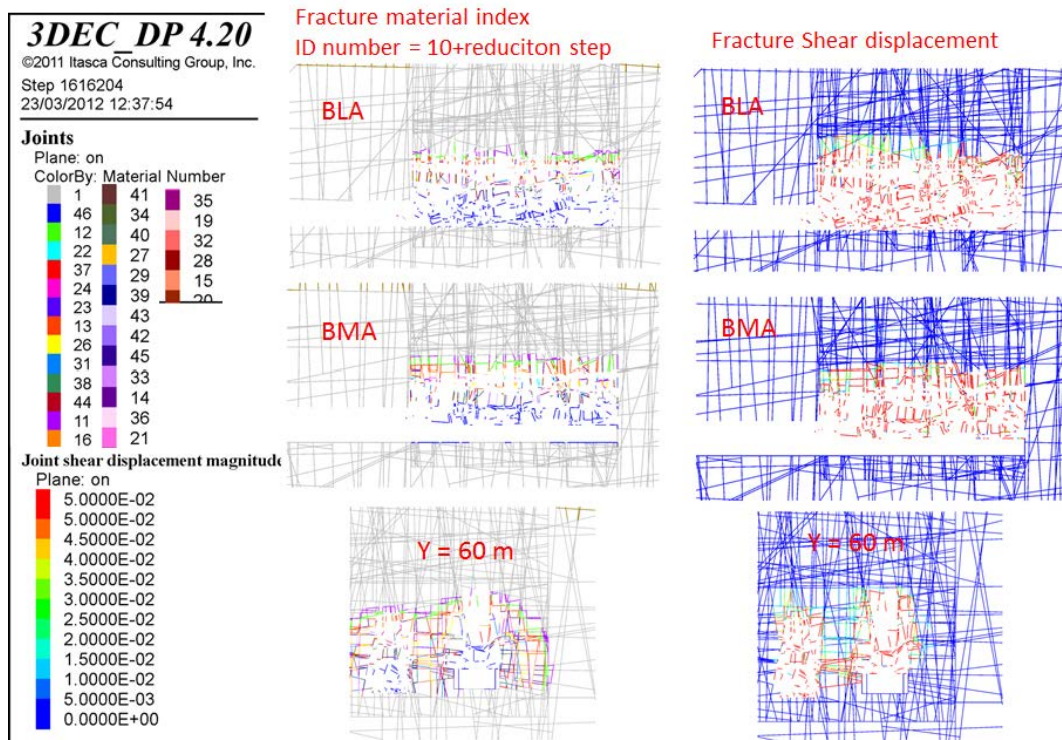 3DEC_DP 4.20
©2011 Itasca Consulting Group, Inc.
Step 1616204
23/03/2012 12:37:54
Joints
Plane: on
ColorBy: Material Number
1
46
12
22
37
24
23
13
26
31
38
44
11
16
41
34
40
27
29
39
43
42
45
33
14
36
21
35
19
32
28
15
20
Joint shear displacement magnitude
Plane: on
5.0000E-02
5.0000E-02
4.5000E-02
4.0000E-02
3.5000E-02
3.0000E-02
2.5000E-02
2.0000E-02
1.5000E-02
1.0000E-02
5.0000E-03
0.0000E+00
Fracture material index
ID number = 10+reduciton step
BLA
BMA
Y = 60 m
Fracture Shear displacement
BLA
BMA
Y = 60 m